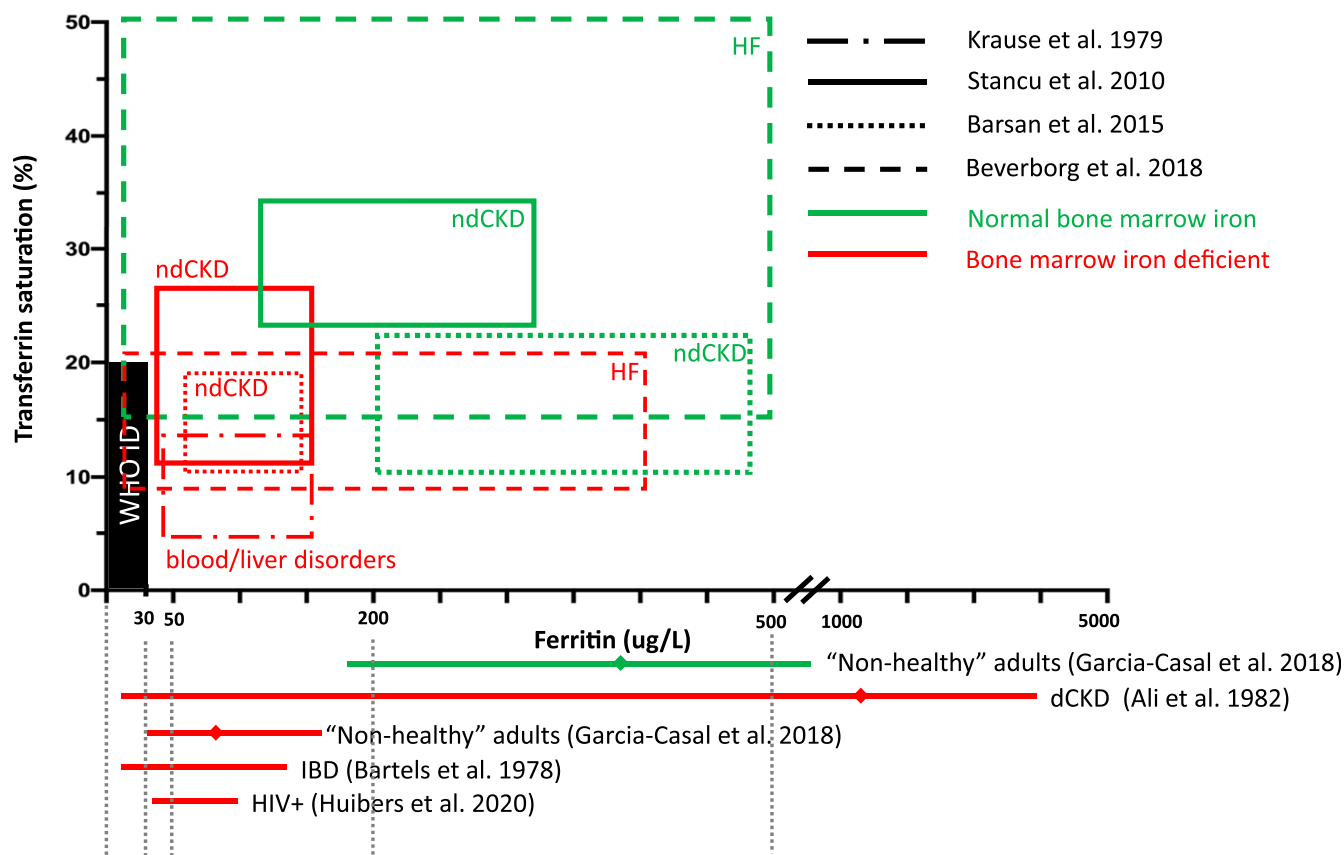 50
40
30
20
10
0
Transferrin saturation (%)
HF
ndCKD
ndCKD
ndCKD
HF
ndCKD
WHO ID
blood/liver disorders
Krause et al. 1979
Stancu et al. 2010
Barsan et al. 2015
Beverborg et al. 2018
Normal bone marrow iron
Bone marrow iron deficient
30
50
200
500
1000
5000
Ferritin (ug/L)
“Non-healthy” adults (Garcia-Casal et al. 2018)
dCKD (Ali et al. 1982)
“Non-healthy” adults (Garcia-Casal et al. 2018)
IBD (Bartels et al. 1978)
HIV+ (Huibers et al. 2020)